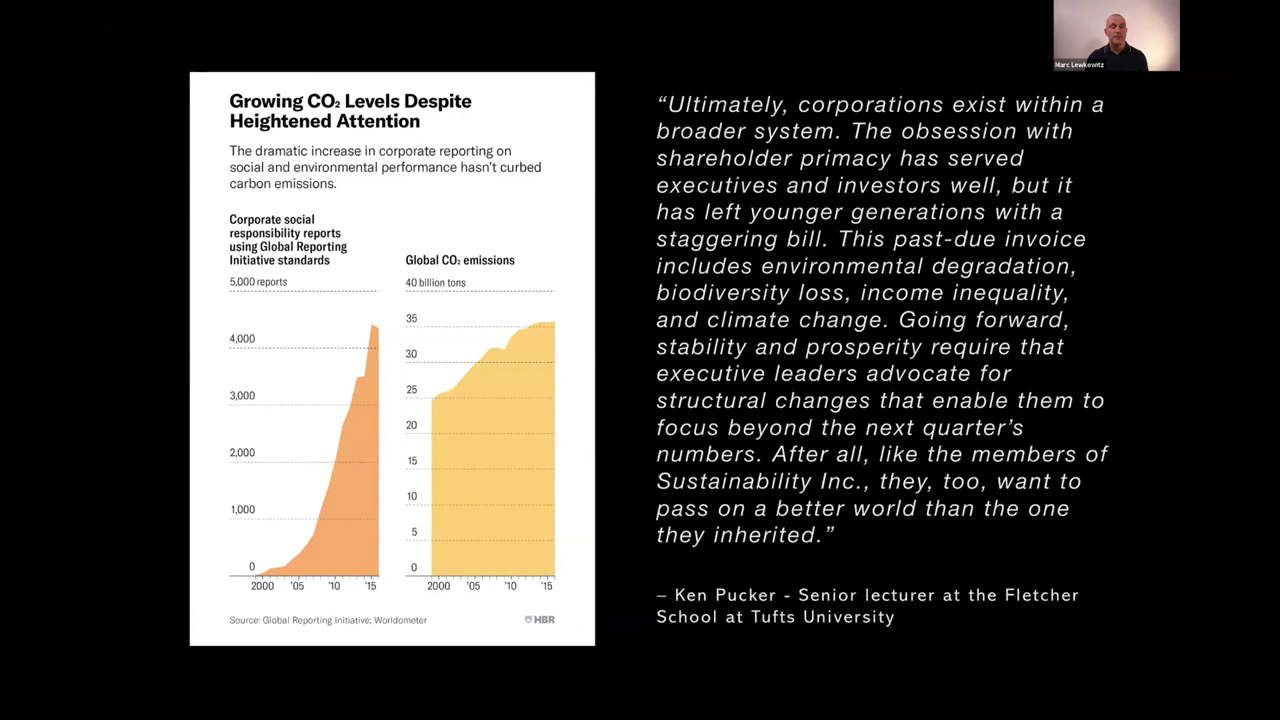 Marc Lewkowitz
Growing CO₂ Levels Despite
Heightened Attention
The dramatic increase in corporate reporting on
social and environmental performance hasn't curbed
carbon emissions.
Corporate social
responsibility reports
using Global Reporting
Initiative standards
5,000 reports
4,000
3,000
2,000
1,000
0
2000 '05 '10 '15
Global CO₂ emissions
40 billion tons
35
30
25
20
15
10
5
0
2000 '05 '10 '15
Source: Global Reporting Initiative; Worldometer
HBR
“Ultimately, corporations exist within a
broader system. The obsession with
shareholder primacy has served
executives and investors well, but it
has left younger generations with a
staggering bill. This past-due invoice
includes environmental degradation,
biodiversity loss, income inequality,
and climate change. Going forward,
stability and prosperity require that
executive leaders advocate for
structural changes that enable them to
focus beyond the next quarter's
numbers. After all, like the members of
Sustainability Inc., they, too, want to
pass on a better world than the one
they inherited.”
– Ken Pucker - Senior lecturer at the Fletcher
School at Tufts University